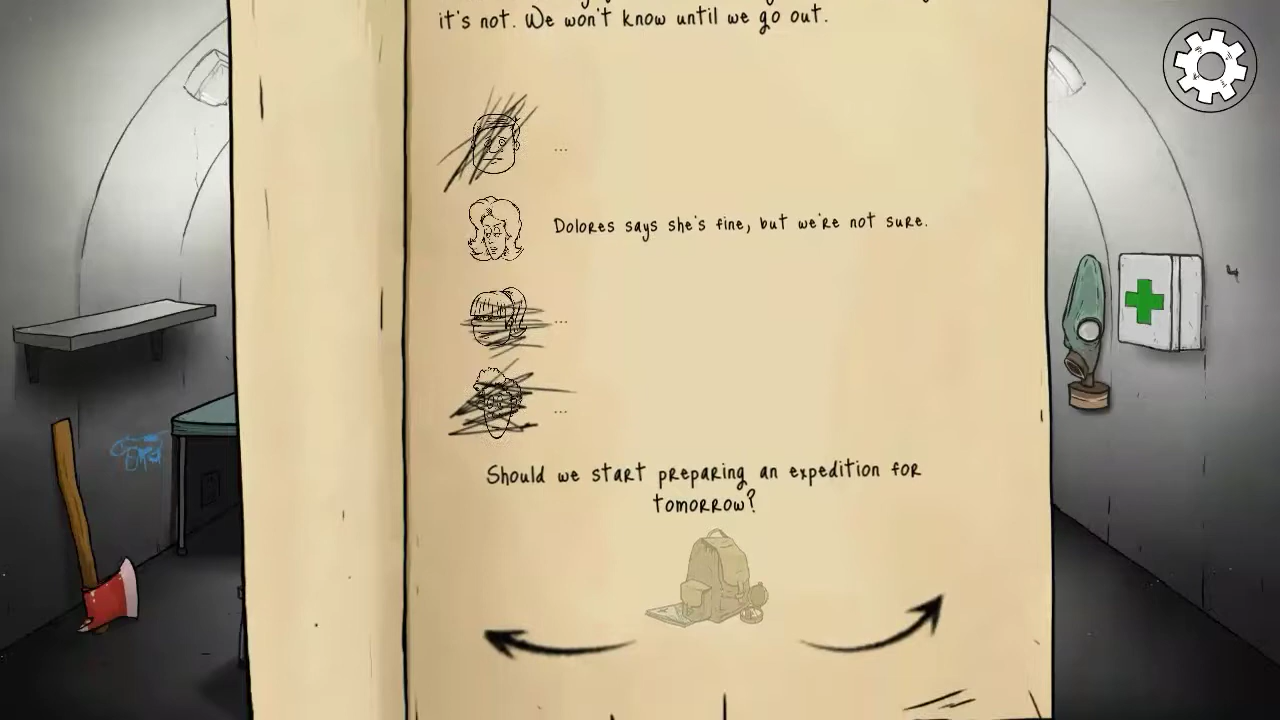 it's not. We won't know until we go out.
...
Dolores says she's fine, but we're not sure.
...
...
Should we start preparing an expedition for
tomorrow?